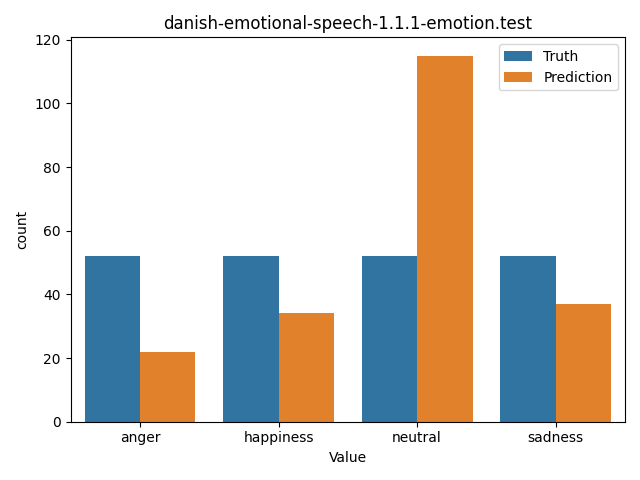 danish-emotional-speech-1.1.1-emotion.test
Truth
Prediction
count
120
100
80
60
40
20
0
anger happiness neutral sadness
Value